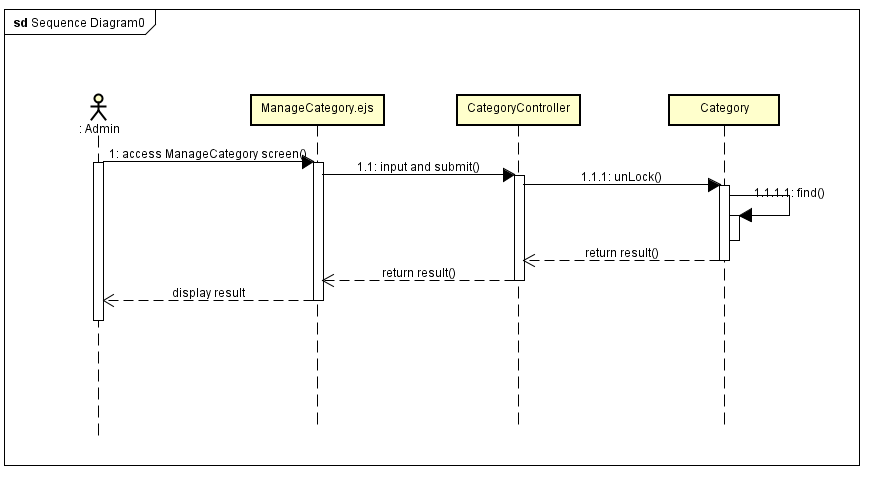 sd Sequence Diagram0
: Admin
ManageCategory.ejs
CategoryController
Category
1: access ManageCategory screen()
1.1: input and submit()
1.1.1: unLock()
1.1.1.1: find()
return result()
return result()
display result